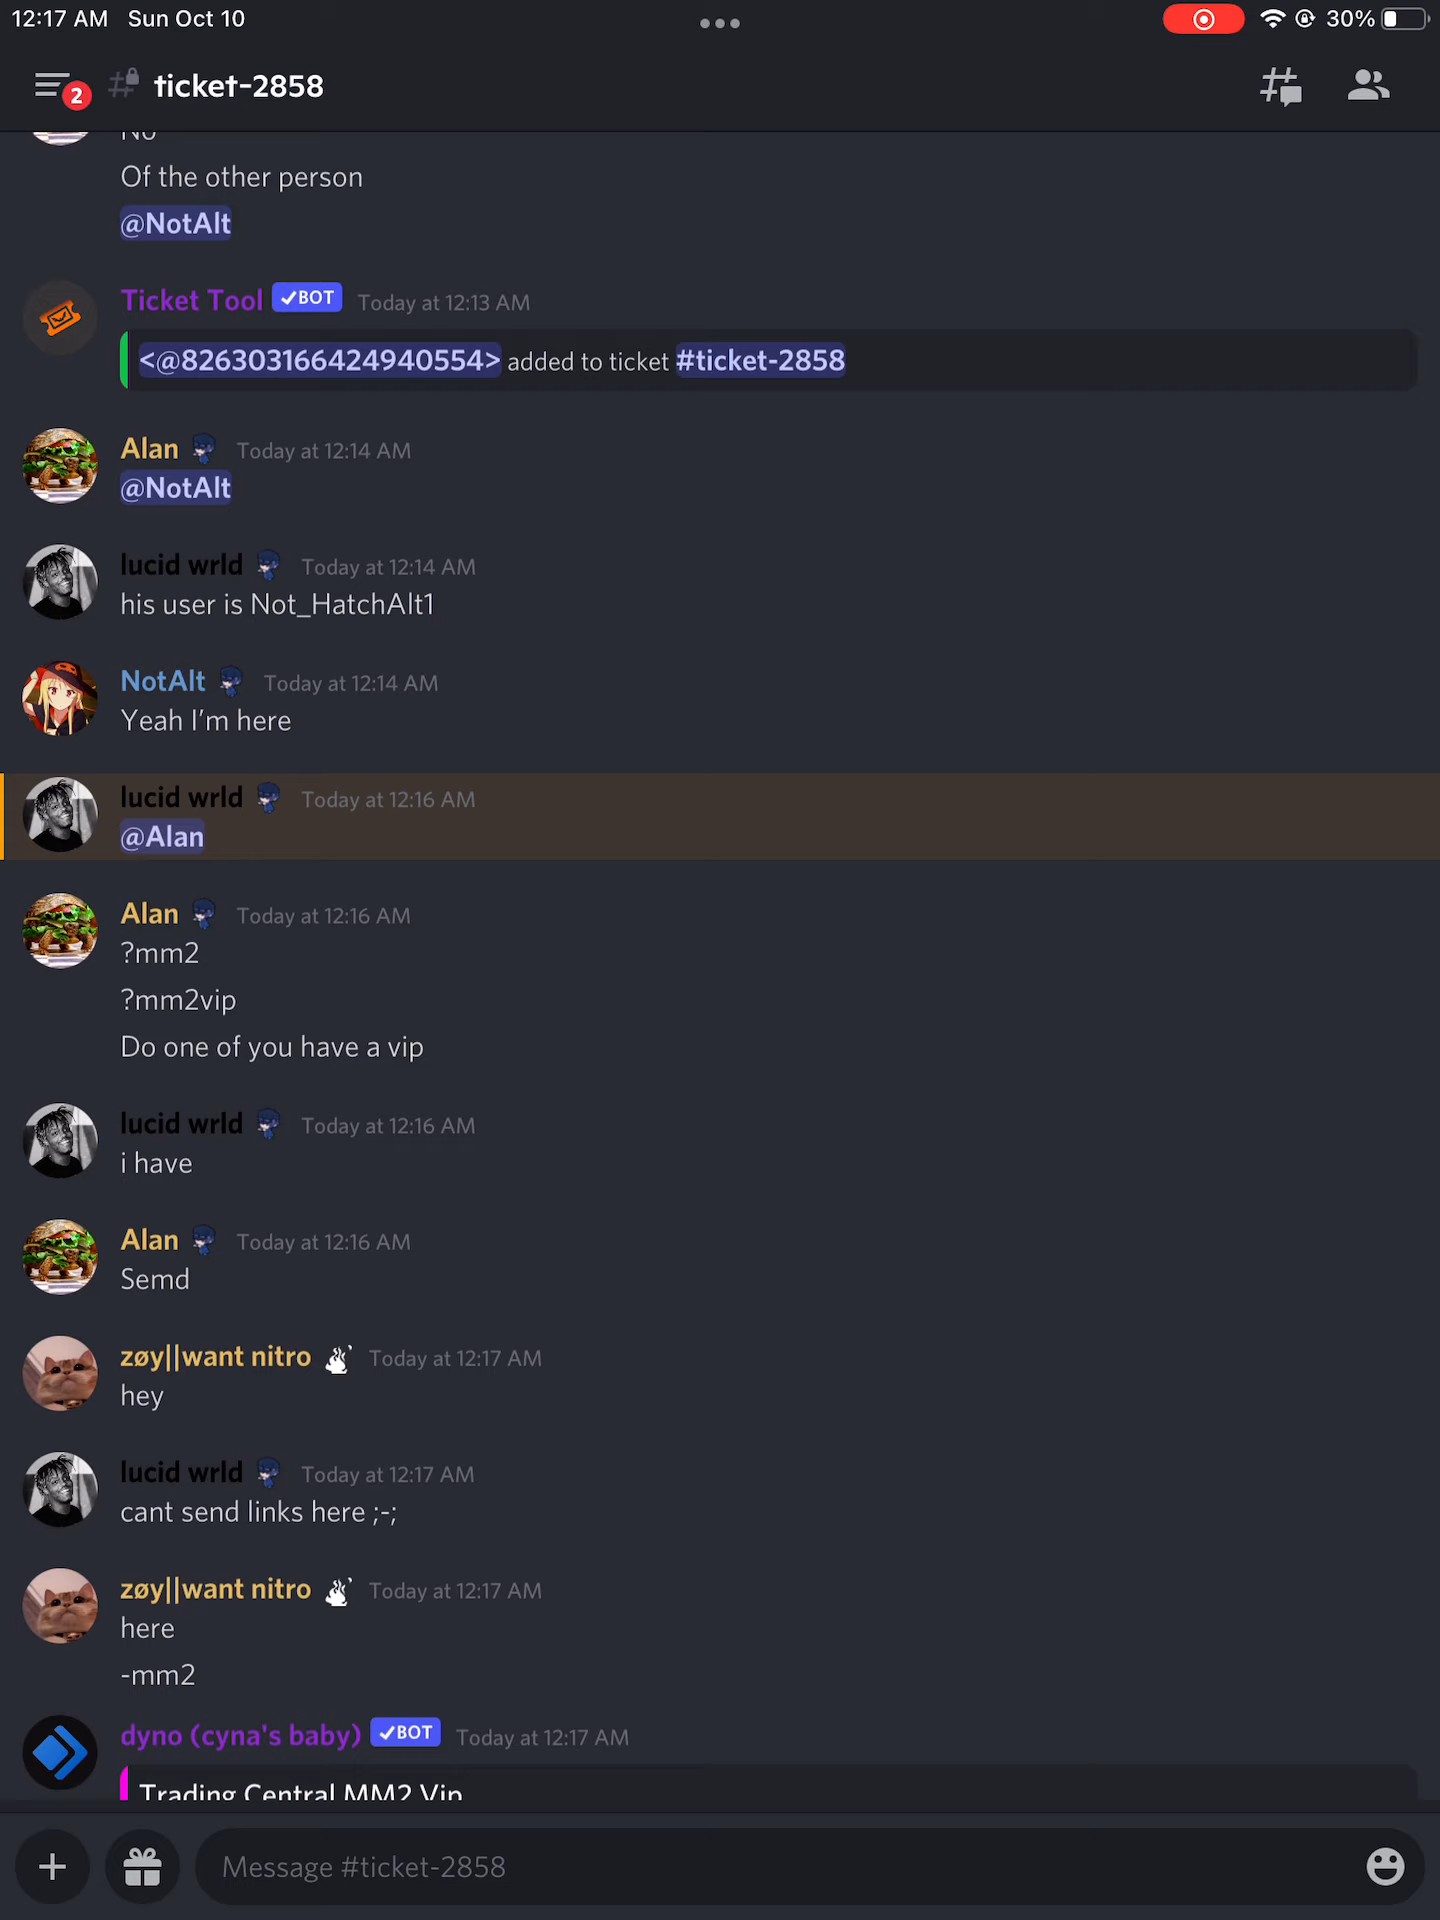 12:17 AM Sun Oct 10
30%
2
ticket-2858
No
Of the other person
@NotAlt
Ticket Tool ✓BOT Today at 12:13 AM
<@826303166424940554> added to ticket #ticket-2858
Alan Today at 12:14 AM
@NotAlt
lucid wrld Today at 12:14 AM
his user is Not_HatchAlt1
NotAlt Today at 12:14 AM
Yeah I’m here
lucid wrld Today at 12:16 AM
@Alan
Alan Today at 12:16 AM
?mm2
?mm2vip
Do one of you have a vip
lucid wrld Today at 12:16 AM
i have
Alan Today at 12:16 AM
Semd
zøy||want nitro Today at 12:17 AM
hey
lucid wrld Today at 12:17 AM
cant send links here ;-;
zøy||want nitro Today at 12:17 AM
here
-mm2
dyno (cyna's baby) ✓BOT Today at 12:17 AM
Trading Central MM2 Vip
Message #ticket-2858